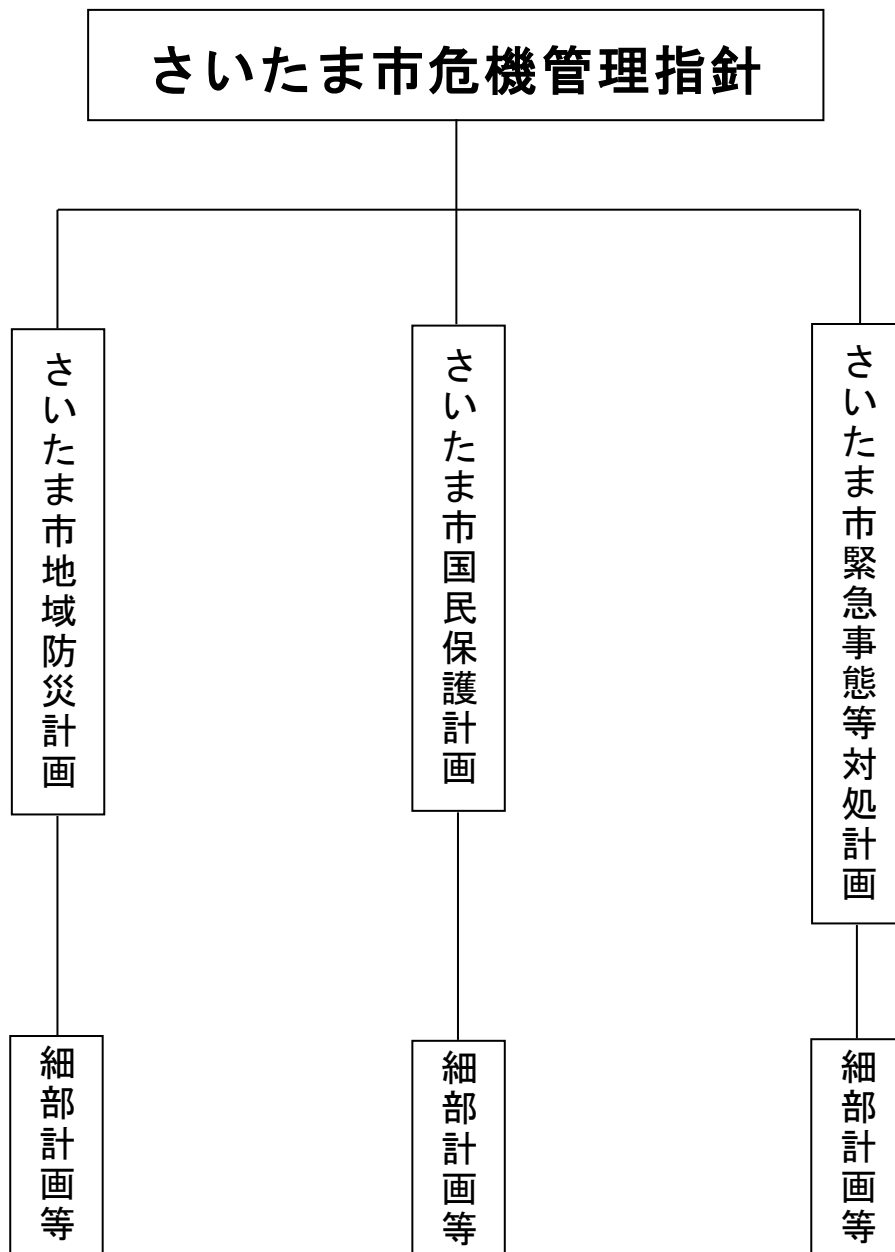 さいたま市危機管理指針
さいたま市地域防災計画
さいたま市国民保護計画
さいたま市緊急事態等対処計画
細部計画等
細部計画等
細部計画等